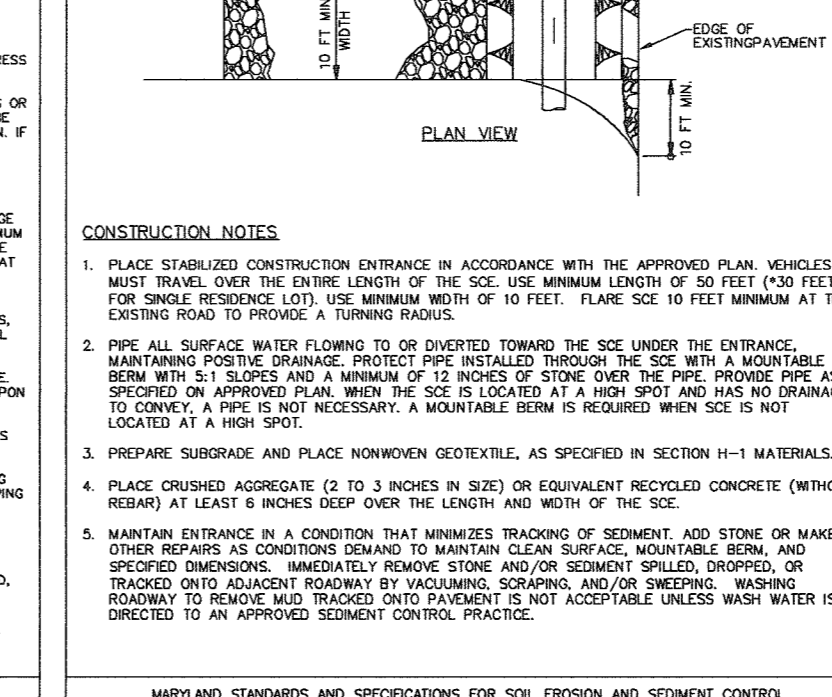 10 FT MIN.
WIDTH
EDGE OF
EXISTINGPAVEMENT
10 FT MIN.
PLAN VIEW
OR
IF
AT
CONSTRUCTION NOTES
1. PLACE STABILIZED CONSTRUCTION ENTRANCE IN ACCORDANCE WITH THE APPROVED PLAN. VEHICLES
MUST TRAVEL OVER THE ENTIRE LENGTH OF THE SCE. USE MINIMUM LENGTH OF 50 FEET (*30 FEET
FOR SINGLE RESIDENCE LOT). USE MINIMUM WIDTH OF 10 FEET. FLARE SCE 10 FEET MINIMUM AT
EXISTING ROAD TO PROVIDE A TURNING RADIUS.
2. PIPE ALL SURFACE WATER FLOWING TO OR DIVERTED TOWARD THE SCE UNDER THE ENTRANCE,
MAINTAINING POSITIVE DRAINAGE. PROTECT PIPE INSTALLED THROUGH THE SCE WITH A MOUNTABLE
BERM WITH 5:1 SLOPES AND A MINIMUM OF 12 INCHES OF STONE OVER THE PIPE. PROVIDE PIPE AS
SPECIFIED ON APPROVED PLAN. WHEN THE SCE IS LOCATED AT A HIGH SPOT AND HAS NO
TO CONVEY, A PIPE IS NOT NECESSARY. A MOUNTABLE BERM IS REQUIRED WHEN SCE IS NOT
LOCATED AT A HIGH SPOT.
3. PREPARE SUBGRADE AND PLACE NONWOVEN GEOTEXTILE, AS SPECIFIED IN SECTION H-1 MATERIALS.
4. PLACE CRUSHED AGGREGATE (2 TO 3 INCHES IN SIZE) OR EQUIVALENT RECYCLED CONCRETE
REBAR) AT LEAST 6 INCHES DEEP OVER THE LENGTH AND WIDTH OF THE SCE.
5. MAINTAIN ENTRANCE IN A CONDITION THAT MINIMIZES TRACKING OF SEDIMENT. ADD STONE OR MAKE
OTHER REPAIRS AS CONDITIONS DEMAND TO MAINTAIN CLEAN SURFACE, MOUNTABLE BERM, AND
SPECIFIED DIMENSIONS. IMMEDIATELY REMOVE STONE AND/OR SEDIMENT SPILLED, DROPPED, OR
TRACKED ONTO ADJACENT ROADWAY BY VACUUMING, SCRAPING, AND/OR SWEEPING. WASHING
ROADWAY TO REMOVE MUD TRACKED ONTO PAVEMENT IS NOT ACCEPTABLE UNLESS WASH WATER IS
DIRECTED TO AN APPROVED SEDIMENT CONTROL PRACTICE.
MARYLAND STANDARDS AND SPECIFICATIONS FOR SOIL EROSION AND SEDIMENT CONTROL